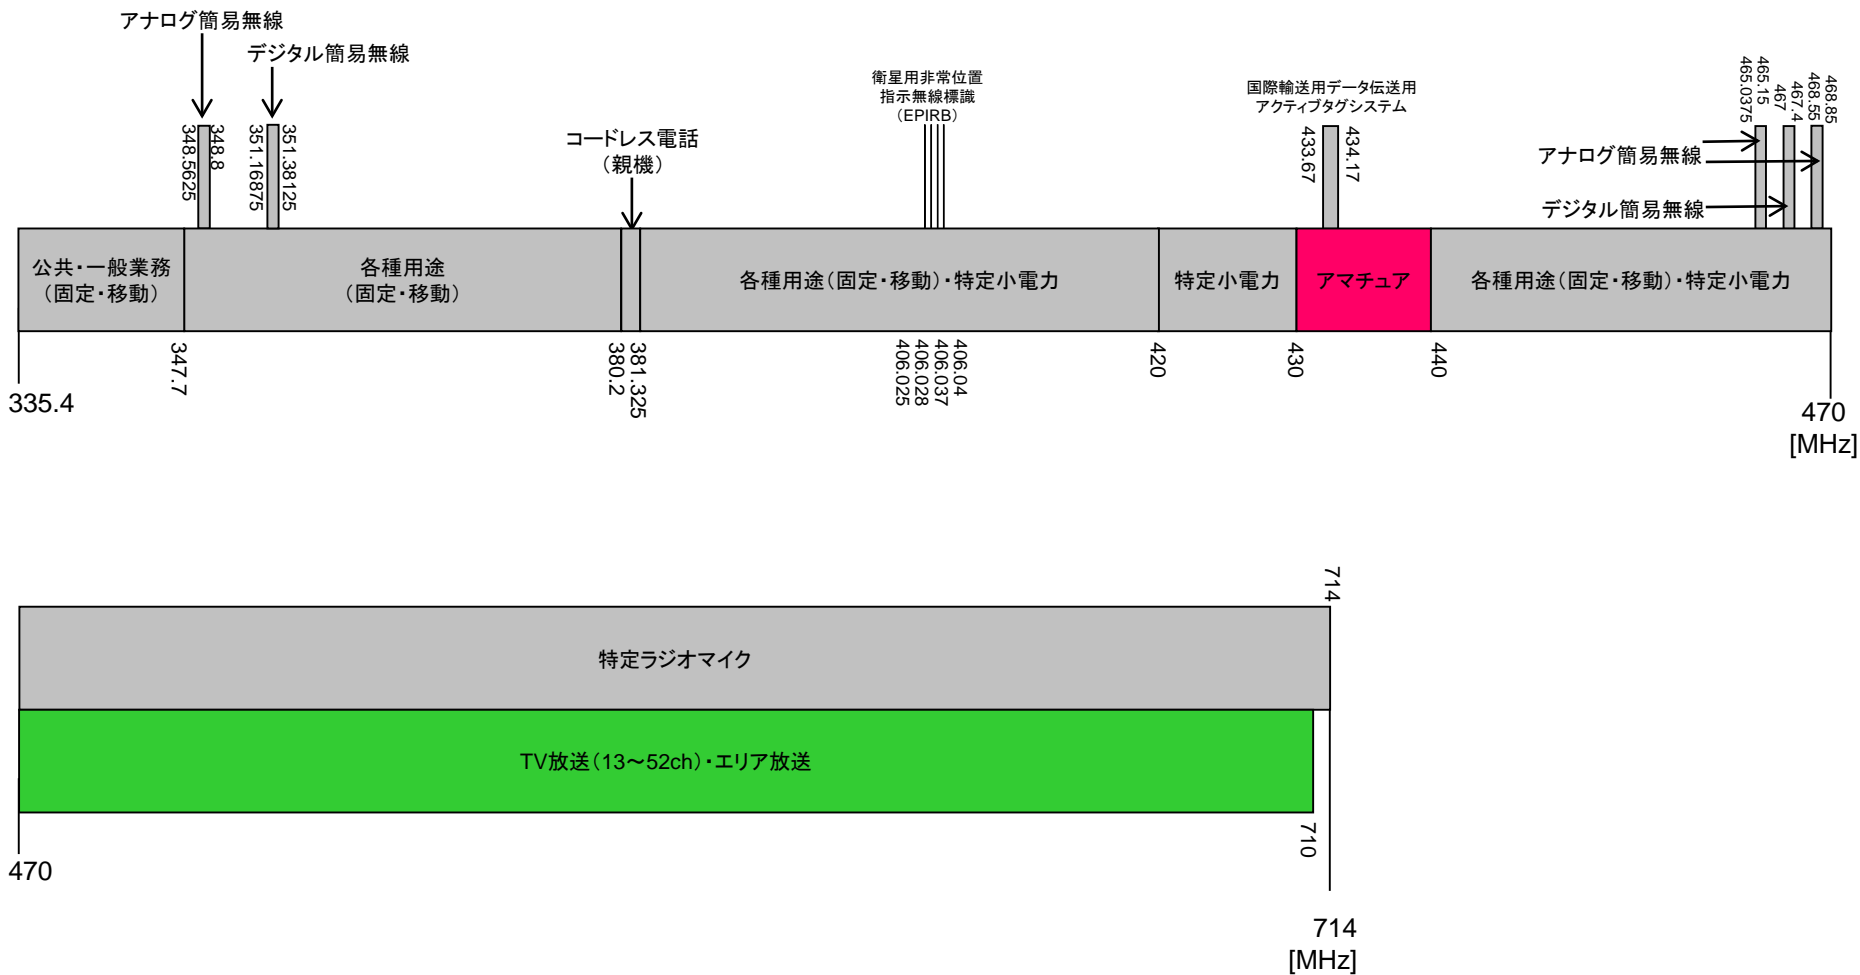 アナログ簡易無線
デジタル簡易無線
348.5625
348.8
351.16875
351.38125
コードレス電話
（親機）
衛星用非常位置
指示無線標識
（EPIRB）
国際輸送用データ伝送用
アクティブタグシステム
433.67
434.17
465.0375
465.15
467
467.4
468.55
468.85
アナログ簡易無線
デジタル簡易無線
公共・一般業務
（固定・移動）
各種用途
（固定・移動）
各種用途（固定・移動）・特定小電力
特定小電力
アマチュア
各種用途（固定・移動）・特定小電力
335.4
347.7
380.2
381.325
406.025
406.028
406.037
406.04
420
430
440
470
[MHz]
714
特定ラジオマイク
TV放送（13～52ch）・エリア放送
710
470
714
[MHz]